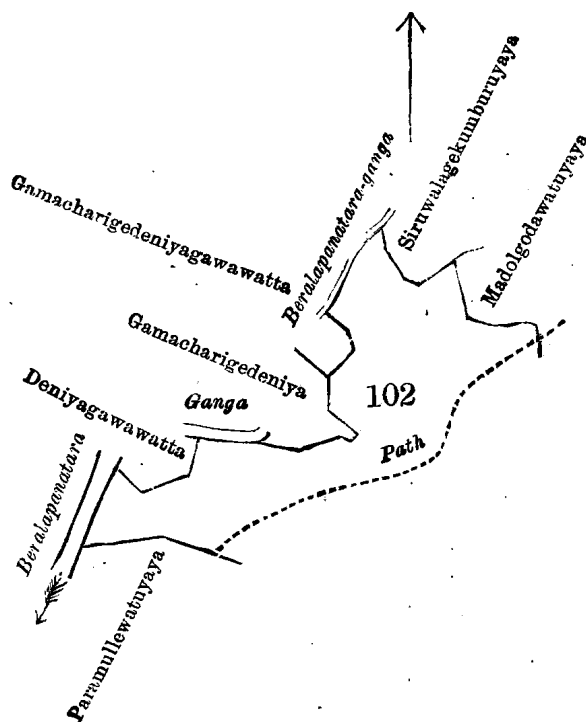 Gamacharigedeniyagawawatta
Beralapanatara-ganga
Siruwalagekumburuyaya
Madolgodawatuyaya
Gamacharigedeniya
Deniyagawawatta
Ganga
102
Path
Beralapanatara
Paramullewatuyaya